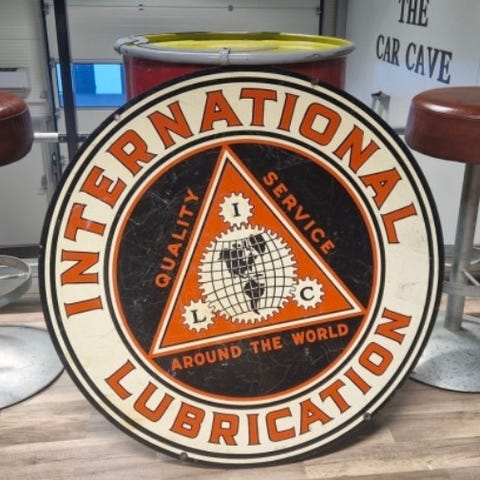 THE
CAR CAVE
INTERNATIONAL
QUALITY
SERVICE
I
L
C
AROUND THE WORLD
LUBRICATION